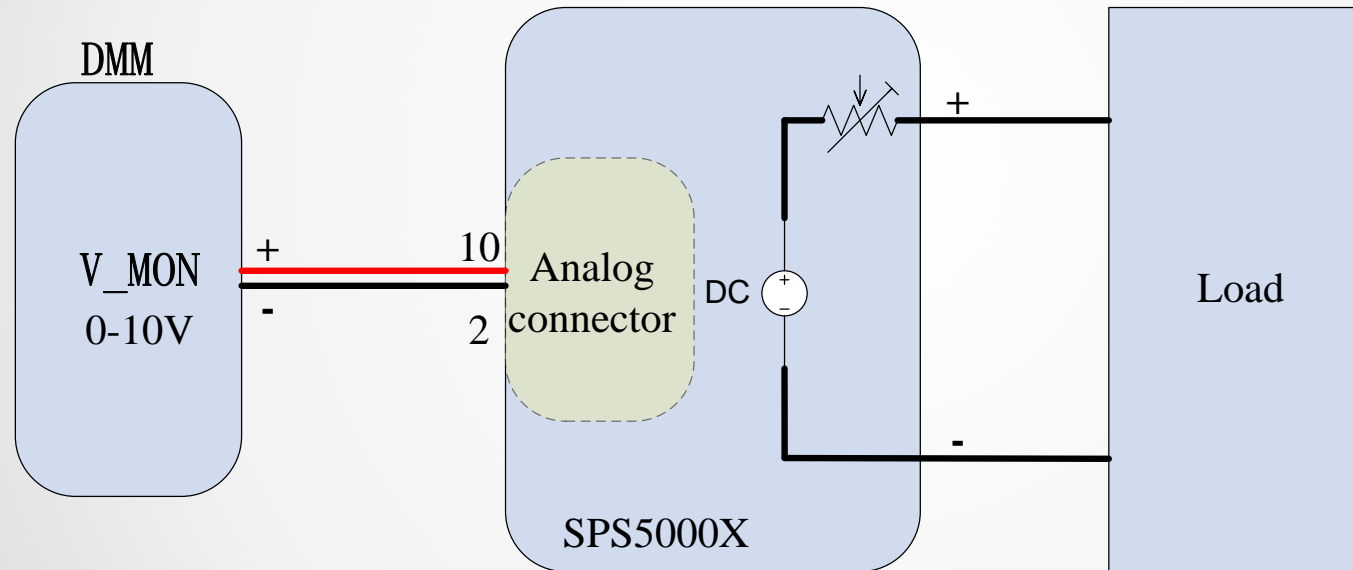 DMM
V_MON
0-10V
+
-
10
2
Analog
connector
DC
+
-
SPS5000X
+
-
Load